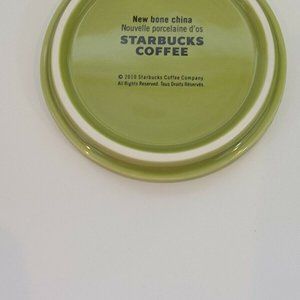 New bone china
Nouvelle porcelaine d'os
STARBUCKS
COFFEE
© 2010 Starbucks Coffee Company
All Rights Reserved. Tous Droits Réservés.